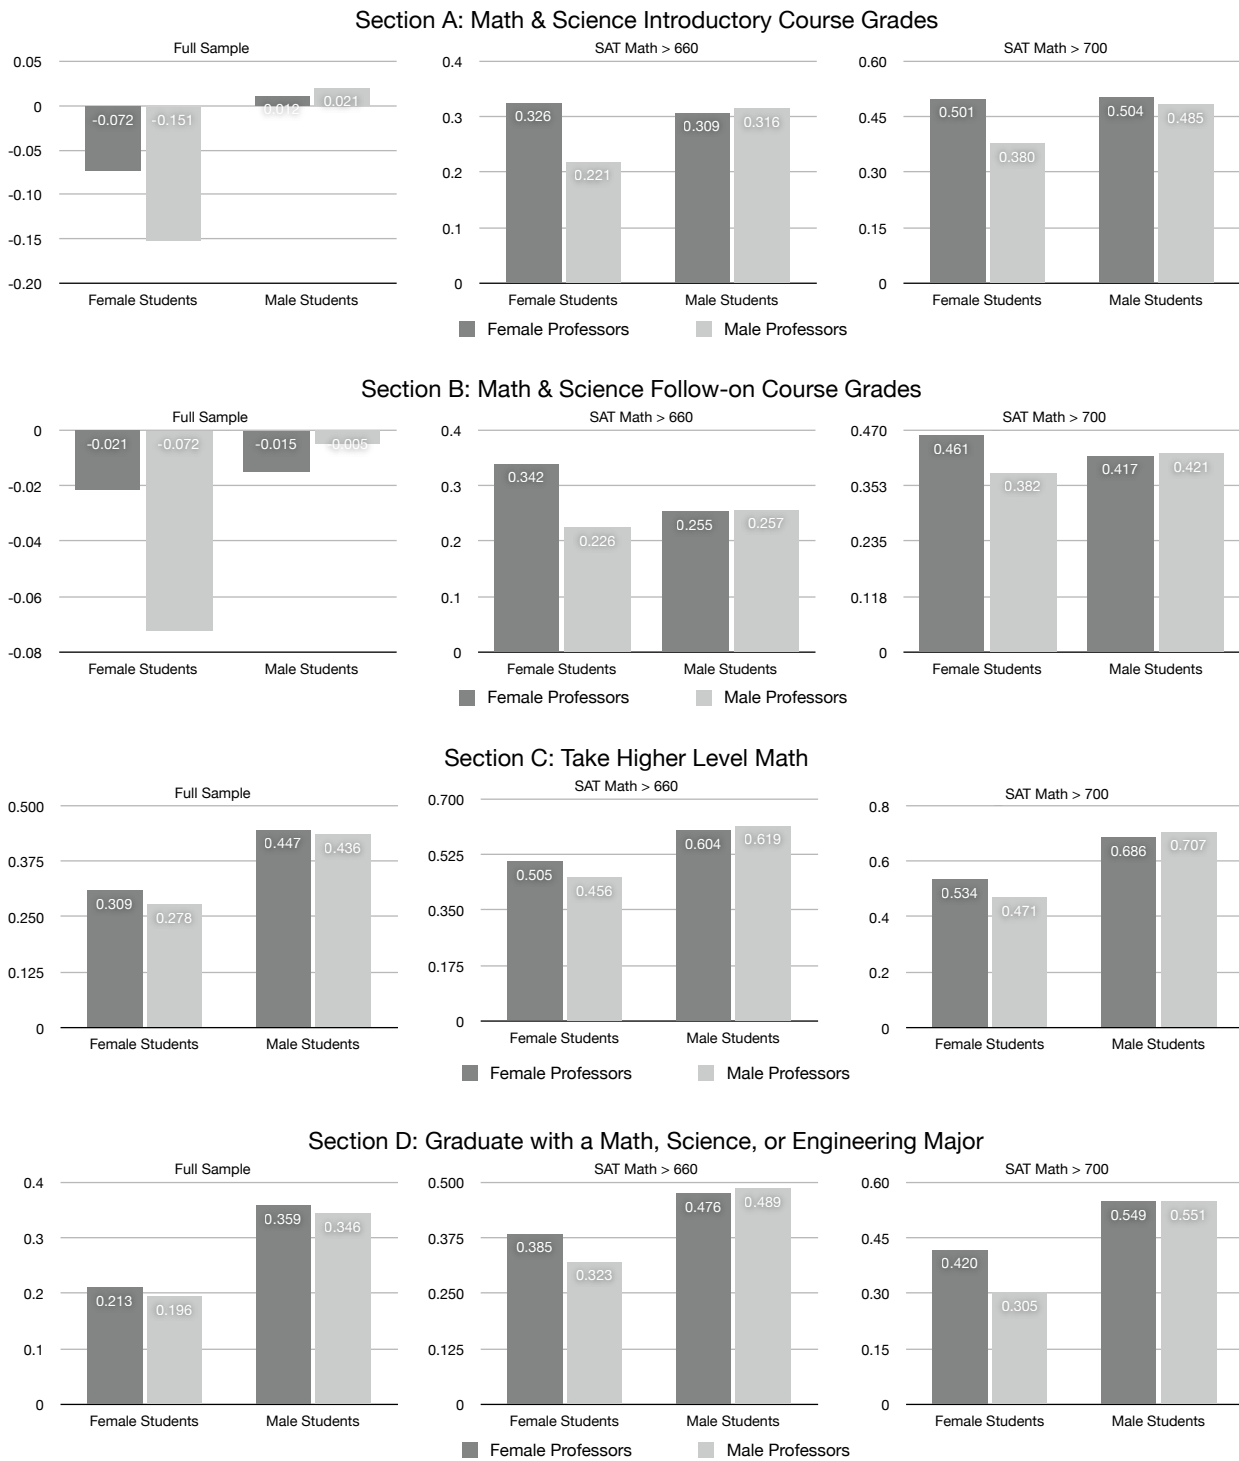 Section A: Math & Science Introductory Course Grades
Full Sample
SAT Math > 660
SAT Math > 700
0.05
0
-0.05
-0.10
-0.15
-0.20
-0.072
-0.151
0.012
0.021
Female Students
Male Students
0.4
0.3
0.2
0.1
0
0.326
0.221
0.309
0.316
Female Students
Male Students
0.60
0.45
0.30
0.15
0
0.501
0.380
0.504
0.485
Female Students
Male Students
Female Professors
Male Professors
Section B: Math & Science Follow-on Course Grades
Full Sample
SAT Math > 660
SAT Math > 700
0
-0.02
-0.04
-0.06
-0.08
-0.021
-0.072
-0.015
-0.005
Female Students
Male Students
0.4
0.3
0.2
0.1
0
0.342
0.226
0.255
0.257
Female Students
Male Students
0.470
0.353
0.235
0.118
0
0.461
0.382
0.417
0.421
Female Students
Male Students
Female Professors
Male Professors
Section C: Take Higher Level Math
Full Sample
SAT Math > 660
SAT Math > 700
0.500
0.375
0.250
0.125
0
0.309
0.278
0.447
0.436
Female Students
Male Students
0.700
0.525
0.350
0.175
0
0.505
0.456
0.604
0.619
Female Students
Male Students
0.8
0.6
0.4
0.2
0
0.534
0.471
0.686
0.707
Female Students
Male Students
Female Professors
Male Professors
Section D: Graduate with a Math, Science, or Engineering Major
Full Sample
SAT Math > 660
SAT Math > 700
0.4
0.3
0.2
0.1
0
0.213
0.196
0.359
0.346
Female Students
Male Students
0.500
0.375
0.250
0.125
0
0.385
0.323
0.476
0.489
Female Students
Male Students
0.60
0.45
0.30
0.15
0
0.420
0.305
0.549
0.551
Female Students
Male Students
Female Professors
Male Professors